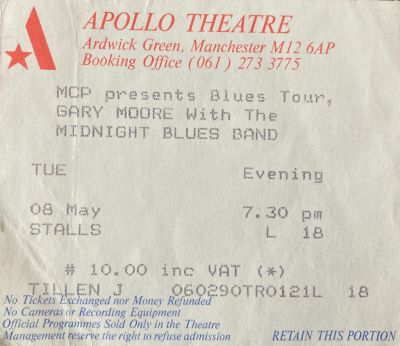 APOLLO THEATRE
Ardwick Green, Manchester M12 6AP
Booking Office (061) 273 3775
MCP presents Blues Tour,
GARY MOORE With The
MIDNIGHT BLUES BAND
TUE Evening
08 May 7.30 pm
STALLS L 18
# 10.00 inc VAT (*)
TILLEN J 060290TRO121L 18
No Tickets Exchanged nor Money Refunded
No Cameras or Recording Equipment
Official Programmes Sold Only in the Theatre
Management reserve the right to refuse admission RETAIN THIS PORTION